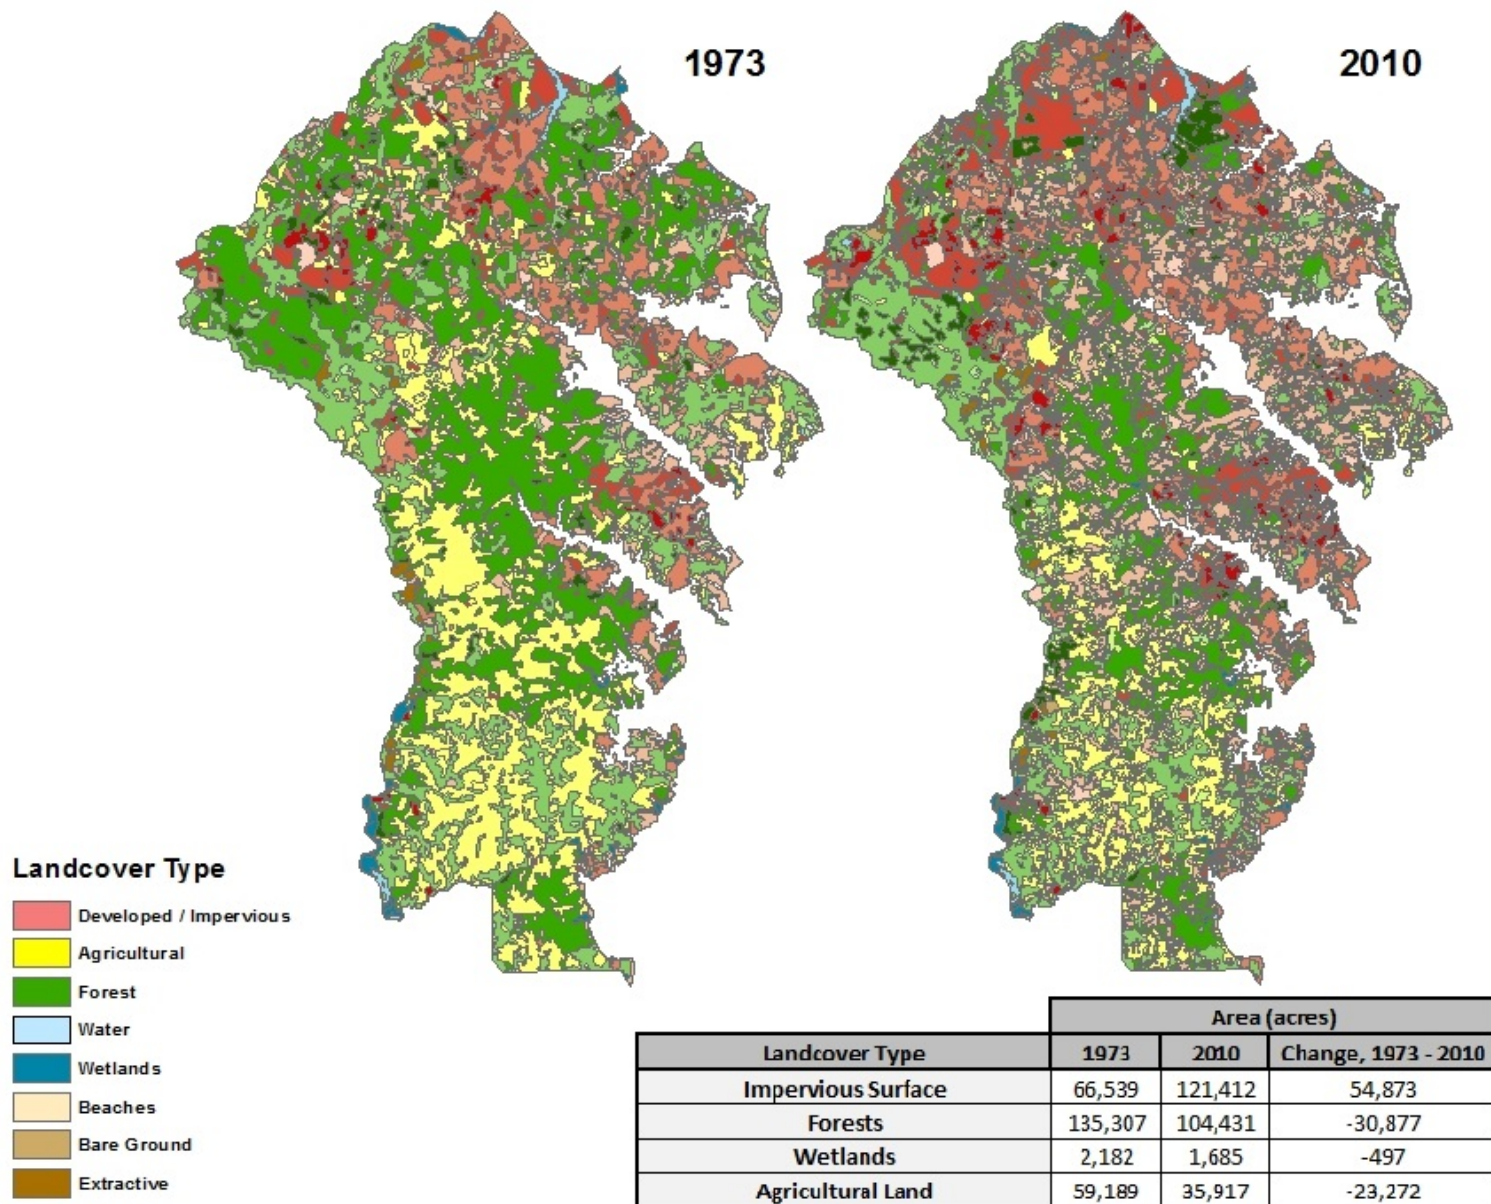 1973
2010
Landcover Type
Developed / Impervious
Agricultural
Forest
Water
Wetlands
Beaches
Bare Ground
Extractive
Area (acres)
Landcover Type 1973 2010 Change, 1973 - 2010
Impervious Surface 66,539 121,412 54,873
Forests 135,307 104,431 -30,877
Wetlands 2,182 1,685 -497
Agricultural Land 59,189 35,917 -23,272